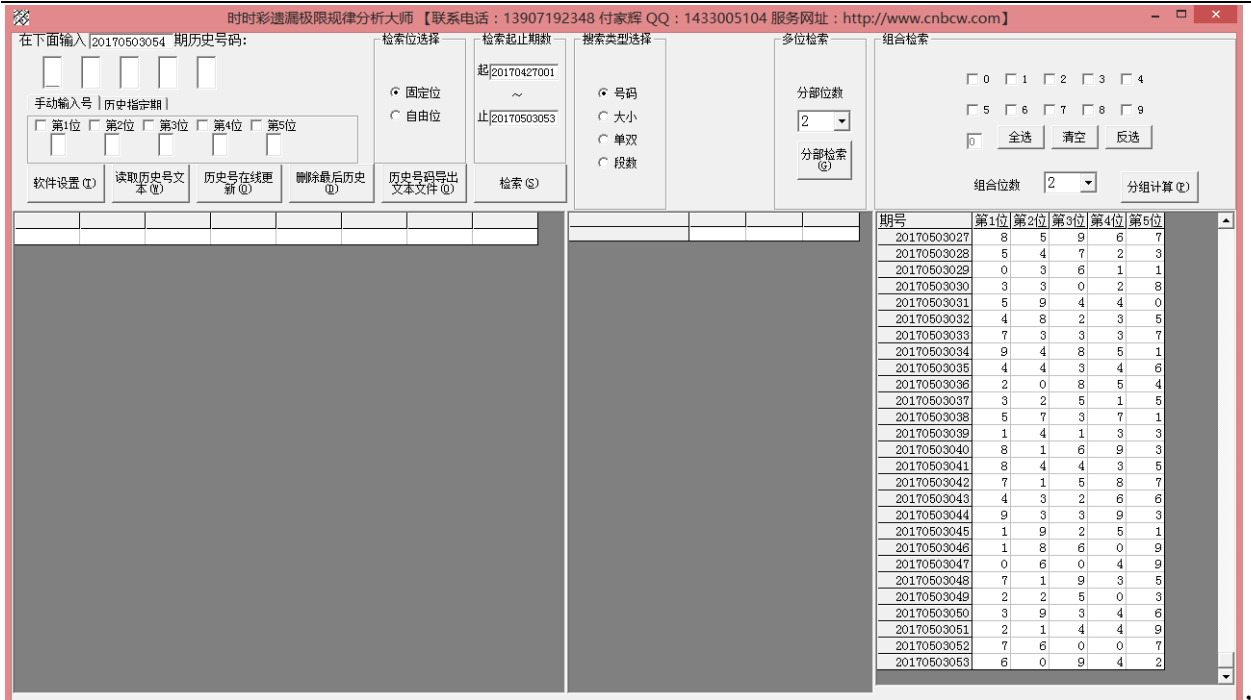 时时彩遗漏极限规律分析大师 【联系电话：13907192348 付家辉 QQ：1433005104 服务网址：http://www.cnbcw.com】
在下面输入 20170503054 期历史号码:
手动输入号 历史指定期
第1位 第2位 第3位 第4位 第5位
软件设置(T) 读取历史号文本(W) 历史号在线更新(O) 删除最后历史(D) 历史号码导出文本文件(O) 检索(S)
检索位选择
固定位
自由位
检索起止期数
起 20170427001
~
止 20170503053
搜索类型选择
号码
大小
单双
段数
多位检索
分部位数
2
分部检索(G)
组合检索
0 1 2 3 4
5 6 7 8 9
0 全选 清空 反选
组合位数 2 分组计算(P)
期号 第1位 第2位 第3位 第4位 第5位
20170503027 8 5 9 6 7
20170503028 5 4 7 2 3
20170503029 0 3 6 1 1
20170503030 3 3 0 2 8
20170503031 5 9 4 4 0
20170503032 4 8 2 3 5
20170503033 7 3 3 3 7
20170503034 9 4 8 5 1
20170503035 4 4 3 4 6
20170503036 2 0 8 5 4
20170503037 3 2 5 1 5
20170503038 5 7 3 7 1
20170503039 1 4 1 3 3
20170503040 8 1 6 9 3
20170503041 8 4 4 3 5
20170503042 7 1 5 8 7
20170503043 4 3 2 6 6
20170503044 9 3 3 9 3
20170503045 1 9 2 5 1
20170503046 1 8 6 0 9
20170503047 0 6 0 4 9
20170503048 7 1 9 3 5
20170503049 2 2 5 0 3
20170503050 3 9 3 4 6
20170503051 2 1 4 4 9
20170503052 7 6 0 0 7
20170503053 6 0 9 4 2